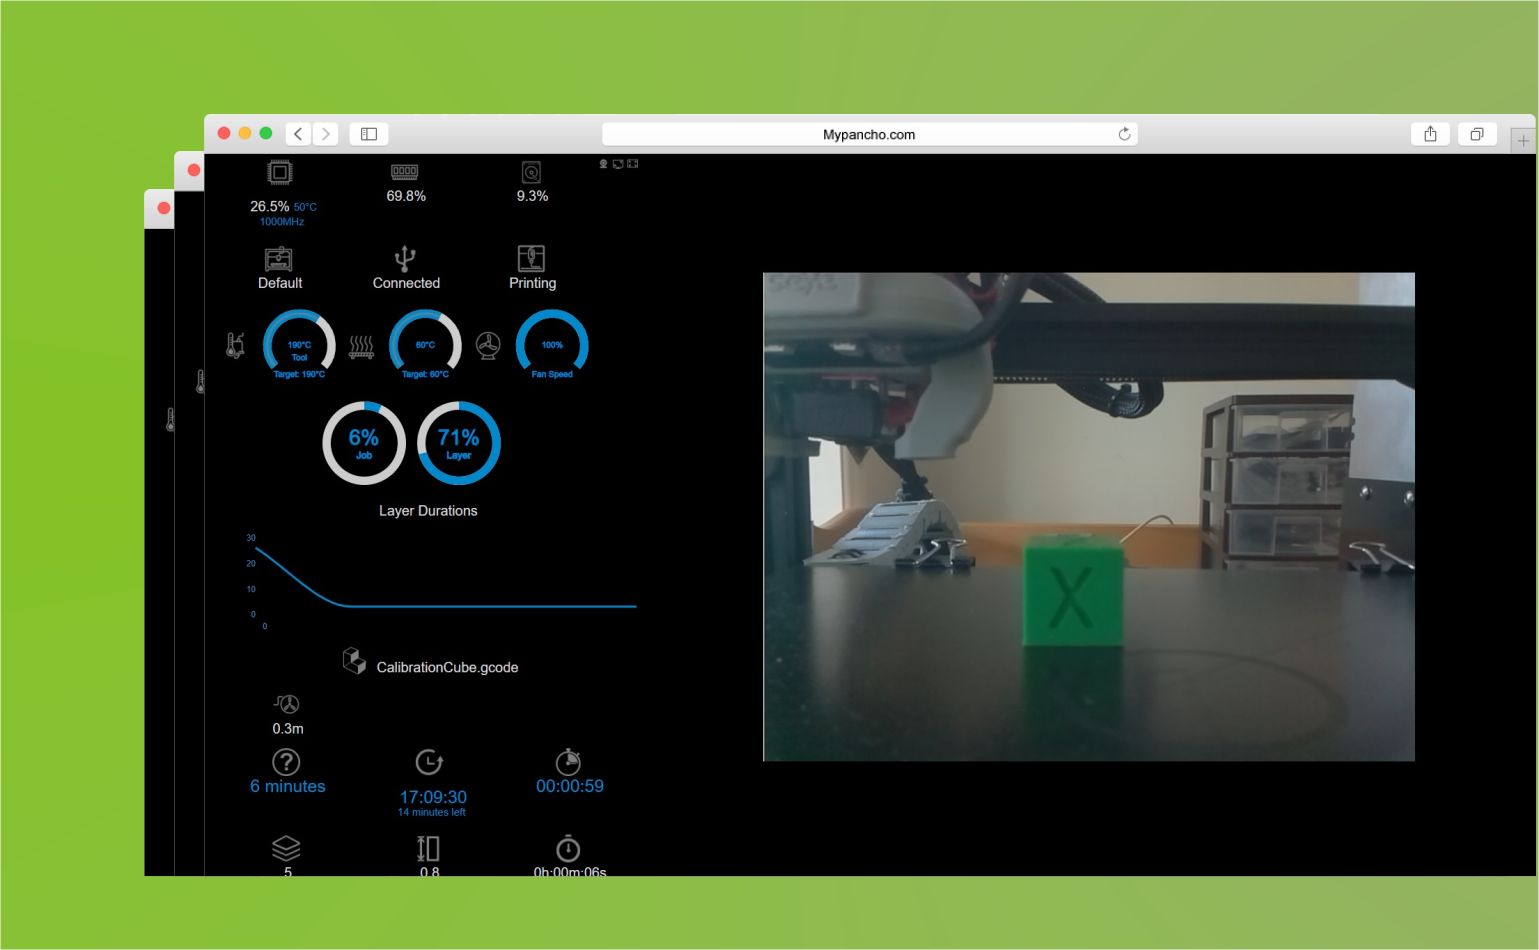 Mypancho.com
26.5% 50°C
1000MHz
69.8%
9.3%
Default
Connected
Printing
190°C
Tool
Target: 190°C
60°C
Target: 60°C
100%
Fan Speed
6%
Job
71%
Layer
Layer Durations
30
20
10
0
0
CalibrationCube.gcode
0.3m
?
6 minutes
17:09:30
14 minutes left
00:00:59
5
0.8
0h:00m:06s
X